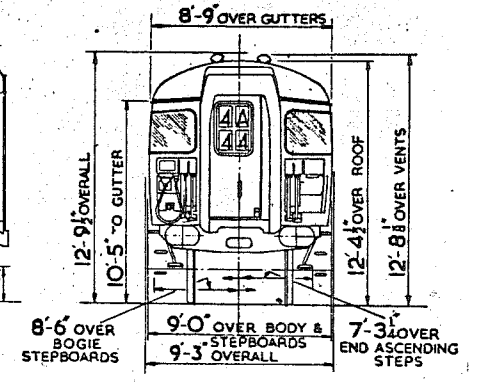 8'-9" OVER GUTTERS
12'-9½" OVERALL
10'-5" TO GUTTER
12'-4½" OVER ROOF
12'-8⅛" OVER VENTS
8'-6" OVER
BOGIE
STEPBOARDS
9'-0" OVER BODY &
STEPBOARDS
9'-3" OVERALL
7'-3¼" OVER
END ASCENDING
STEPS